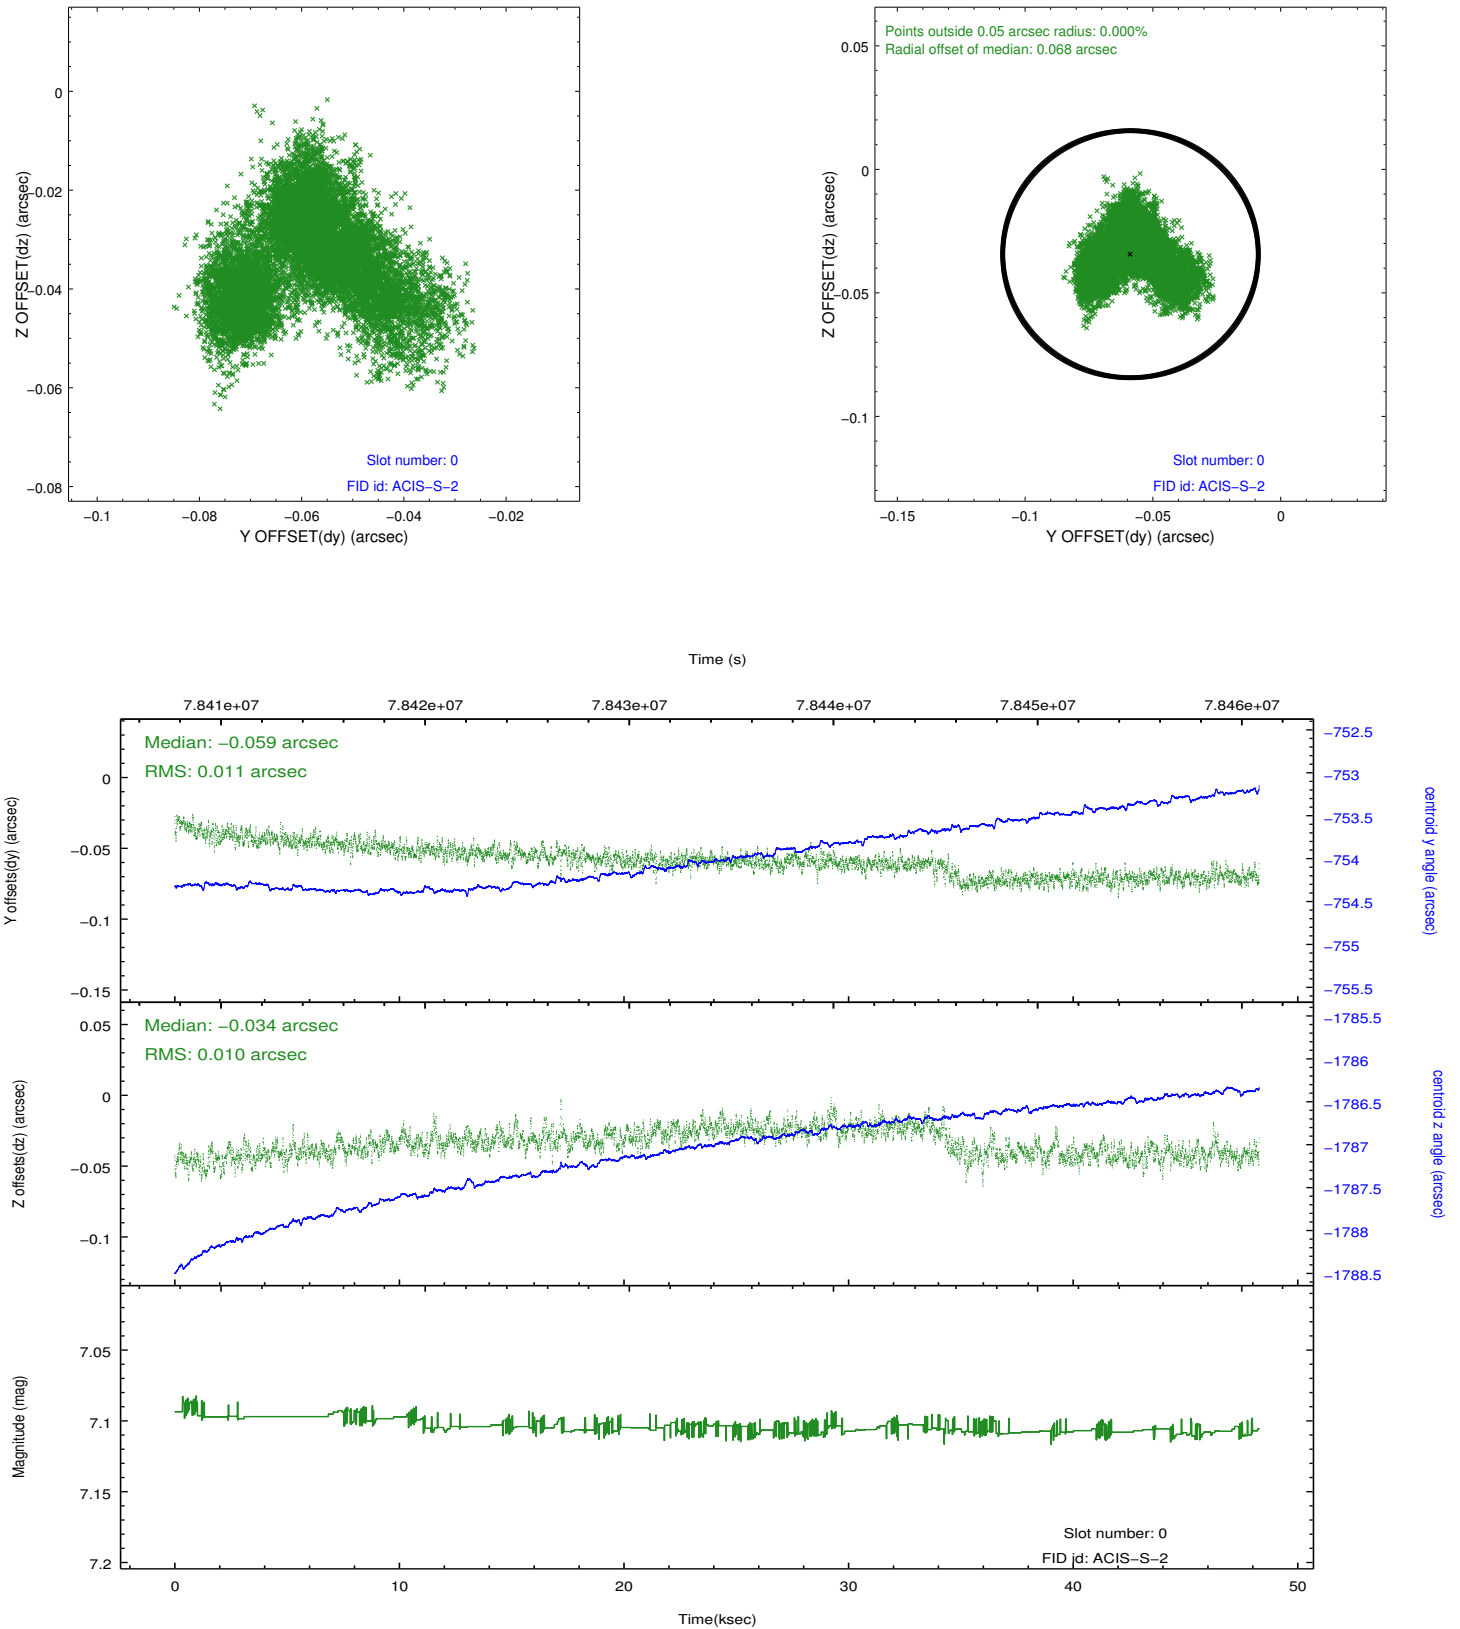 0
−0.02
−0.04
−0.06
−0.08
−0.1
−0.08
−0.06
−0.04
−0.02
Z OFFSET(dz) (arcsec)
Y OFFSET(dy) (arcsec)
Slot number: 0
FID id: ACIS−S−2
Points outside 0.05 arcsec radius: 0.000%
Radial offset of median: 0.068 arcsec
0.05
0
−0.05
−0.1
−0.15
−0.1
−0.05
0
Z OFFSET(dz) (arcsec)
Y OFFSET(dy) (arcsec)
Slot number: 0
FID id: ACIS−S−2
Time (s)
7.841e+07
7.842e+07
7.843e+07
7.844e+07
7.845e+07
7.846e+07
Median: −0.059 arcsec
RMS: 0.011 arcsec
0
−0.05
−0.1
−0.15
Y offsets(dy) (arcsec)
−752.5
−753
−753.5
−754
−754.5
−755
−755.5
centroid y angle (arcsec)
Median: −0.034 arcsec
RMS: 0.010 arcsec
0.05
0
−0.05
−0.1
Z offsets(dz) (arcsec)
−1785.5
−1786
−1786.5
−1787
−1787.5
−1788
−1788.5
centroid z angle (arcsec)
7.05
7.1
7.15
7.2
Magnitude (mag)
Slot number: 0
FID id: ACIS−S−2
0
10
20
30
40
50
Time(ksec)